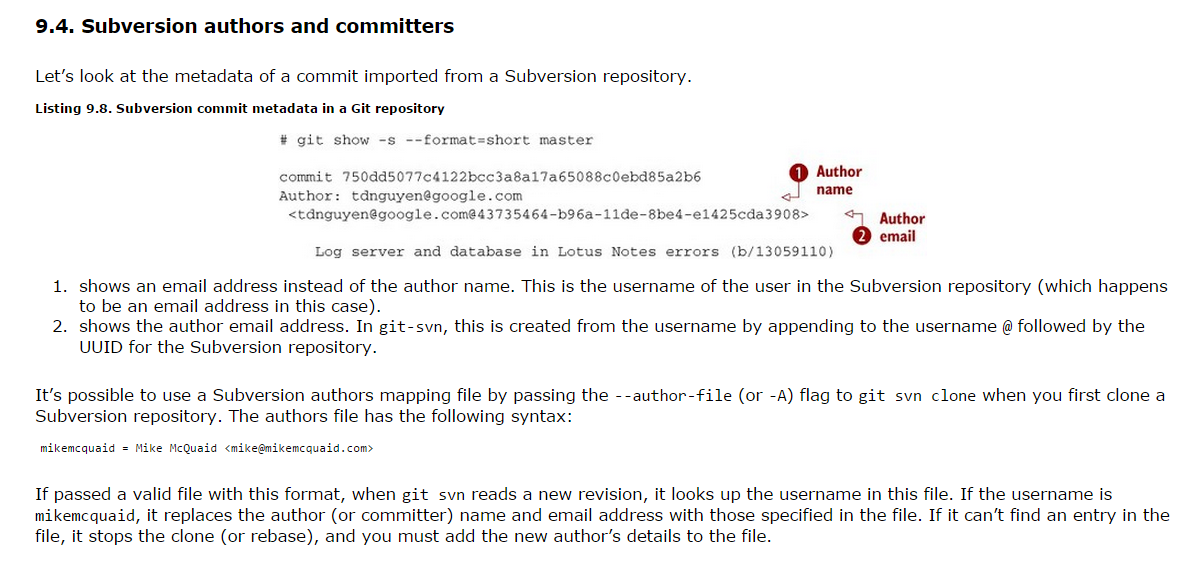 9.4. Subversion authors and committers
Let's look at the metadata of a commit imported from a Subversion repository.
Listing 9.8. Subversion commit metadata in a Git repository
# git show -s --format=short master
commit 750dd5077c4122bcc3a8a17a65088c0ebd85a2b6
Author: tdnguyen@google.com
<tdnguyen@google.com@43735464-b96a-11de-8be4-e1425cda3908>
1 Author
name
Author
2 email
Log server and database in Lotus Notes errors (b/13059110)
1. shows an email address instead of the author name. This is the username of the user in the Subversion repository (which happens
to be an email address in this case).
2. shows the author email address. In git-svn, this is created from the username by appending to the username @ followed by the
UUID for the Subversion repository.
It's possible to use a Subversion authors mapping file by passing the --author-file (or -A) flag to git svn clone when you first clone a
Subversion repository. The authors file has the following syntax:
mikemcquaid = Mike McQuaid <mike@mikemcquaid.com>
If passed a valid file with this format, when git svn reads a new revision, it looks up the username in this file. If the username is
mikemcquaid, it replaces the author (or committer) name and email address with those specified in the file. If it can't find an entry in the
file, it stops the clone (or rebase), and you must add the new author's details to the file.